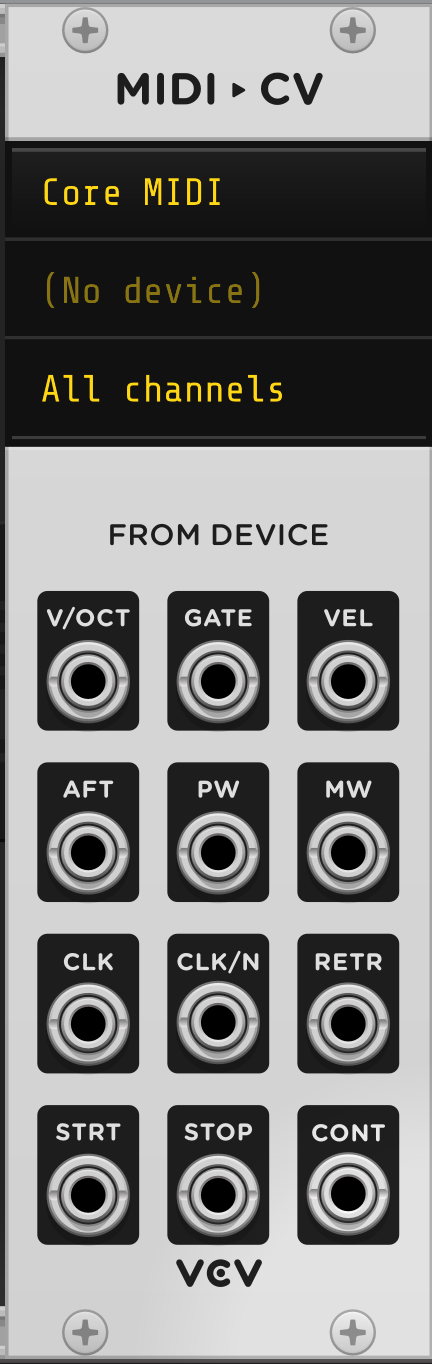 MIDI ▸ CV
Core MIDI
(No device)
All channels
FROM DEVICE
V/OCT GATE VEL
AFT PW MW
CLK CLK/N RETR
STRT STOP CONT
VCV